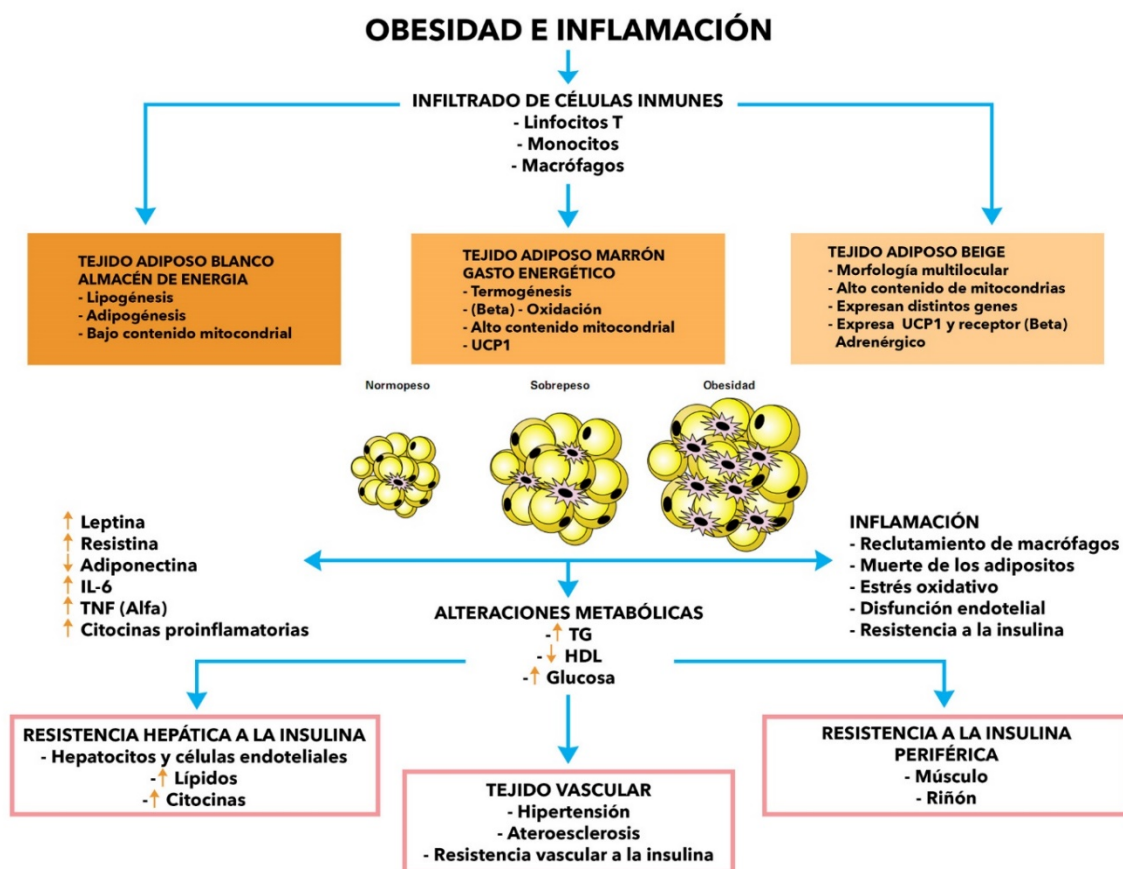 OBESIDAD E INFLAMACIÓN
INFILTRADO DE CÉLULAS INMUNES
- Linfocitos T
- Monocitos
- Macrófagos
TEJIDO ADIPOSO BLANCO
ALMACÉN DE ENERGIA
- Lipogénesis
- Adipogénesis
- Bajo contenido mitocondrial
TEJIDO ADIPOSO MARRÓN
GASTO ENERGÉTICO
- Termogénesis
- (Beta) - Oxidación
- Alto contenido mitocondrial
- UCP1
TEJIDO ADIPOSO BEIGE
- Morfología multilocular
- Alto contenido de mitocondrias
- Expresan distintos genes
- Expresa UCP1 y receptor (Beta)
Adrenérgico
Normopeso
Sobrepeso
Obesidad
↑ Leptina
↑ Resistina
↓ Adiponectina
↑ IL-6
↑ TNF (Alfa)
↑ Citocinas proinflamatorias
INFLAMACIÓN
- Reclutamiento de macrófagos
- Muerte de los adipositos
- Estrés oxidativo
- Disfunción endotelial
- Resistencia a la insulina
ALTERACIONES METABÓLICAS
-↑ TG
-↓ HDL
-↑ Glucosa
RESISTENCIA HEPÁTICA A LA INSULINA
- Hepatocitos y células endoteliales
-↑ Lípidos
-↑ Citocinas
TEJIDO VASCULAR
- Hipertensión
- Ateroesclerosis
- Resistencia vascular a la insulina
RESISTENCIA A LA INSULINA
PERIFÉRICA
- Músculo
- Riñón